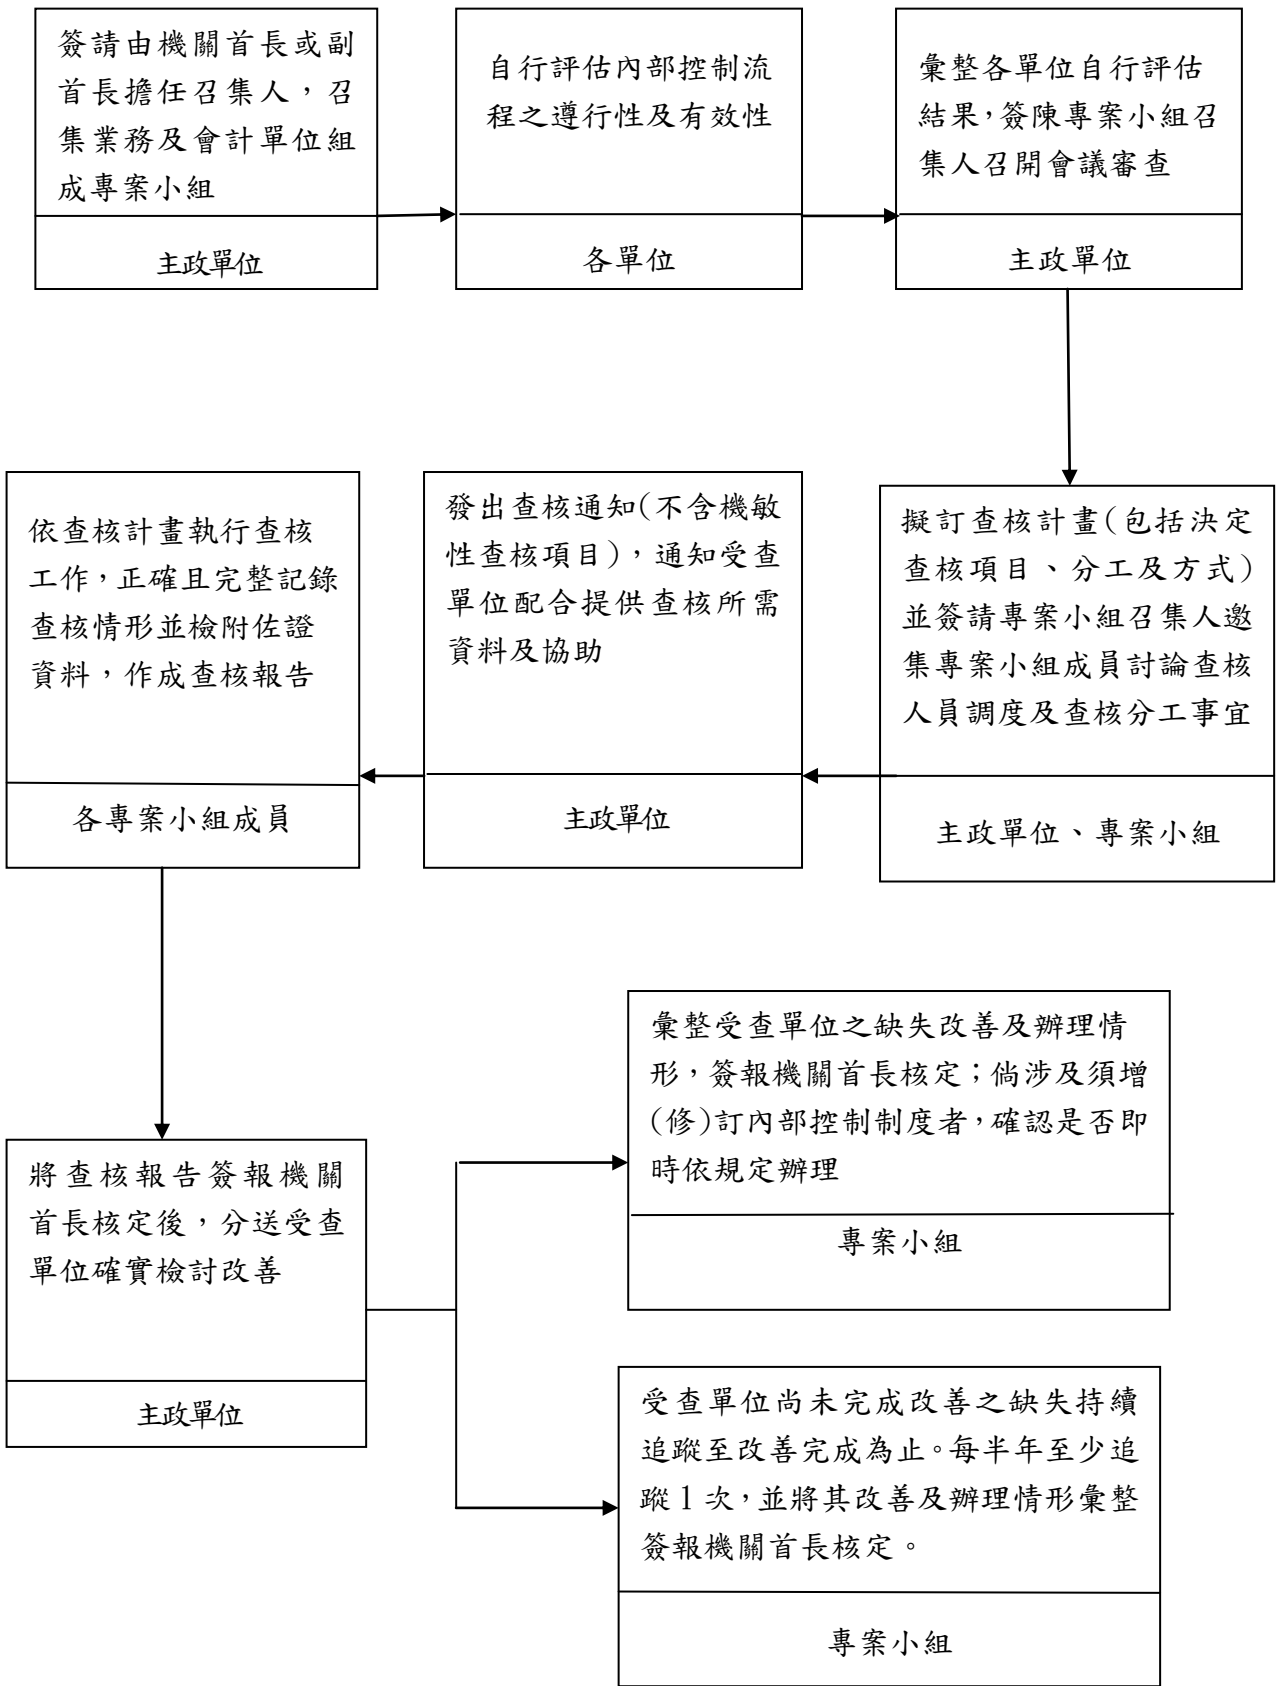 簽請由機關首長或副
首長擔任召集人，召
集業務及會計單位組
成專案小組
主政單位
自行評估內部控制流
程之遵行性及有效性
各單位
彙整各單位自行評估
結果，簽陳專案小組召
集人召開會議審查
主政單位
擬訂查核計畫(包括決定
查核項目、分工及方式)
並簽請專案小組召集人邀
集專案小組成員討論查核
人員調度及查核分工事宜
主政單位、專案小組
發出查核通知(不含機敏
性查核項目)，通知受查
單位配合提供查核所需
資料及協助
主政單位
依查核計畫執行查核
工作，正確且完整記錄
查核情形並檢附佐證
資料，作成查核報告
各專案小組成員
將查核報告簽報機關
首長核定後，分送受查
單位確實檢討改善
主政單位
彙整受查單位之缺失改善及辦理情
形，簽報機關首長核定；倘涉及須增
(修)訂內部控制制度者，確認是否即
時依規定辦理
專案小組
受查單位尚未完成改善之缺失持續
追蹤至改善完成為止。每半年至少追
蹤1次，並將其改善及辦理情形彙整
簽報機關首長核定。
專案小組